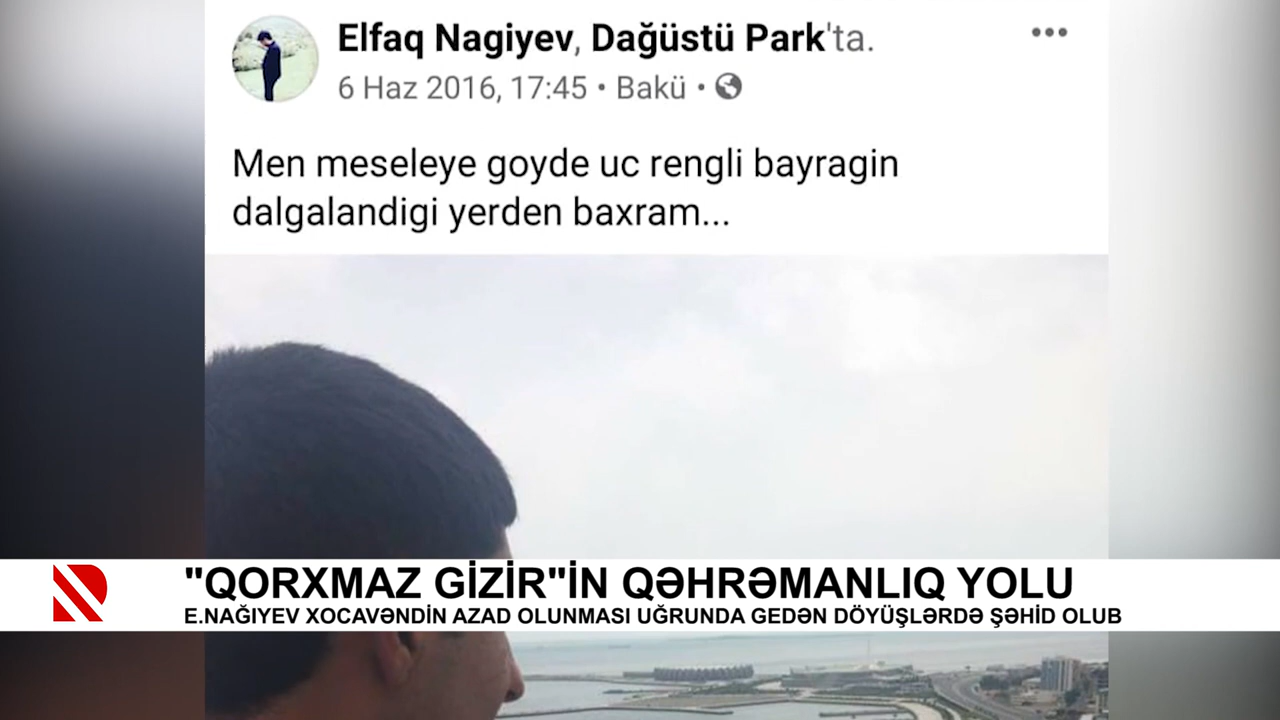 Elfaq Nagiyev, Dağüstü Park'ta.
6 Haz 2016, 17:45 • Bakü •
Men meseleye goyde uc rengli bayragin
dalgalandigi yerden baxram...
"QORXMAZ GİZİR"İN QƏHRƏMANLIQ YOLU
E.NAĞIYEV XOCAVƏNDİN AZAD OLUNMASI UĞRUNDA GEDƏN DÖYÜŞLƏRDƏ ŞƏHİD OLUB